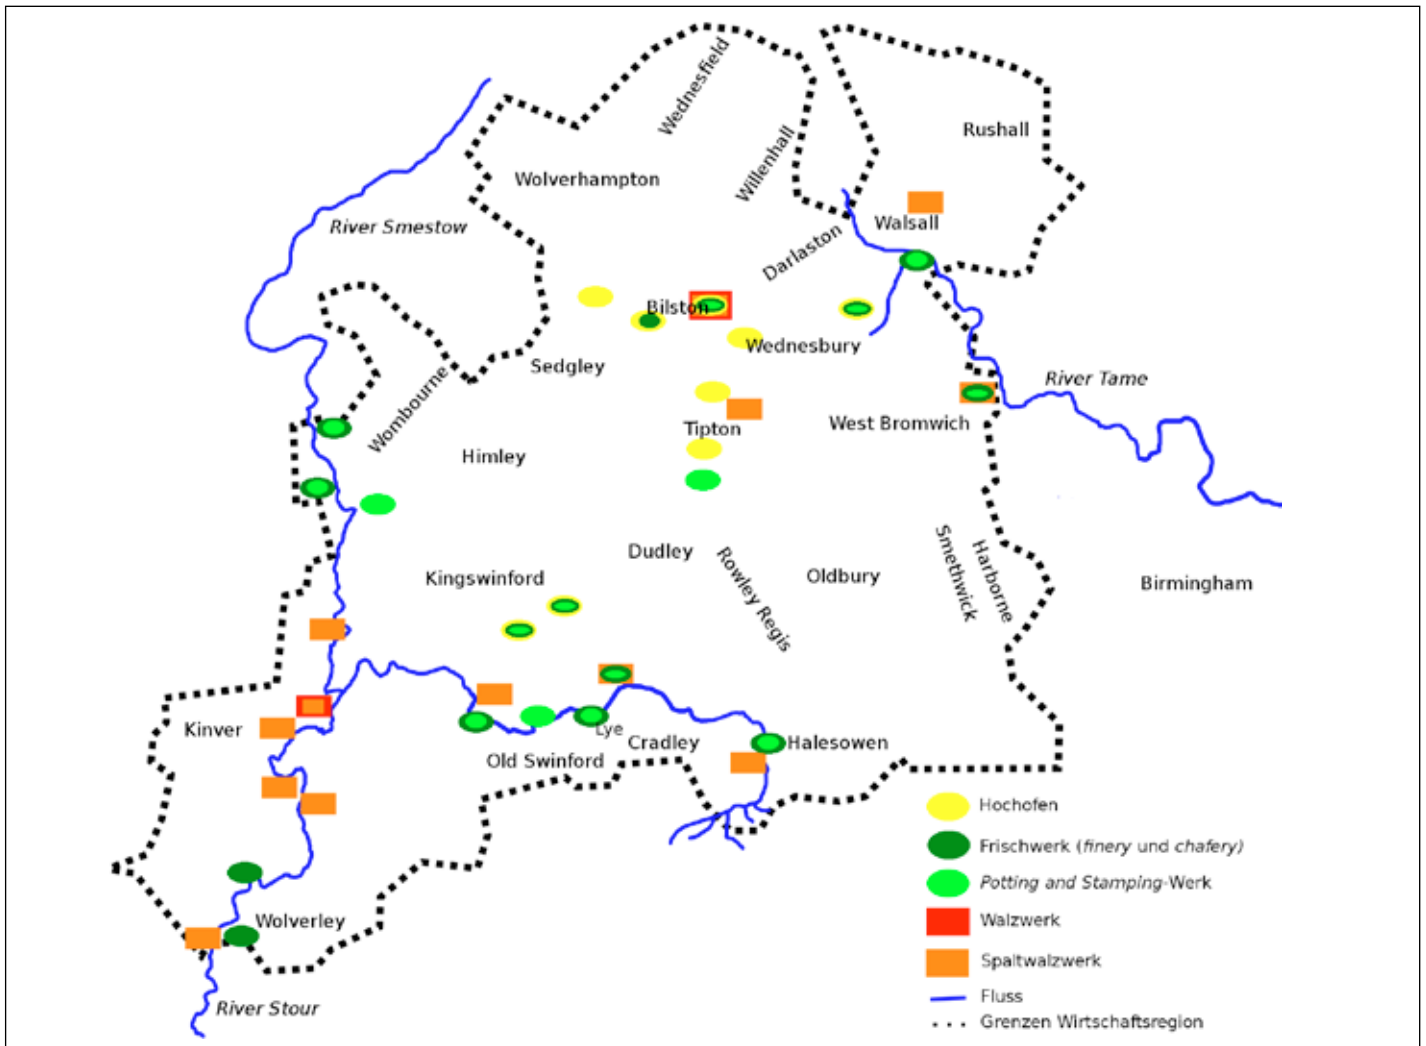 Wednesfield
Rushall
Willenhall
Wolverhampton
River Smestow
Walsall
Darlaston
Bilston
Wednesbury
Sedgley
River Tame
Wombourne
West Bromwich
Tipton
Himley
Dudley
Rowley Regis
Smethwick
Harborne
Kingswinford
Oldbury
Birmingham
Kinver
Lye
Cradley
Halesowen
Old Swinford
Wolverley
River Stour
Hochofen
Frischwerk (finery und chafery)
Potting and Stamping-Werk
Walzwerk
Spaltwalzwerk
Fluss
Grenzen Wirtschaftsregion